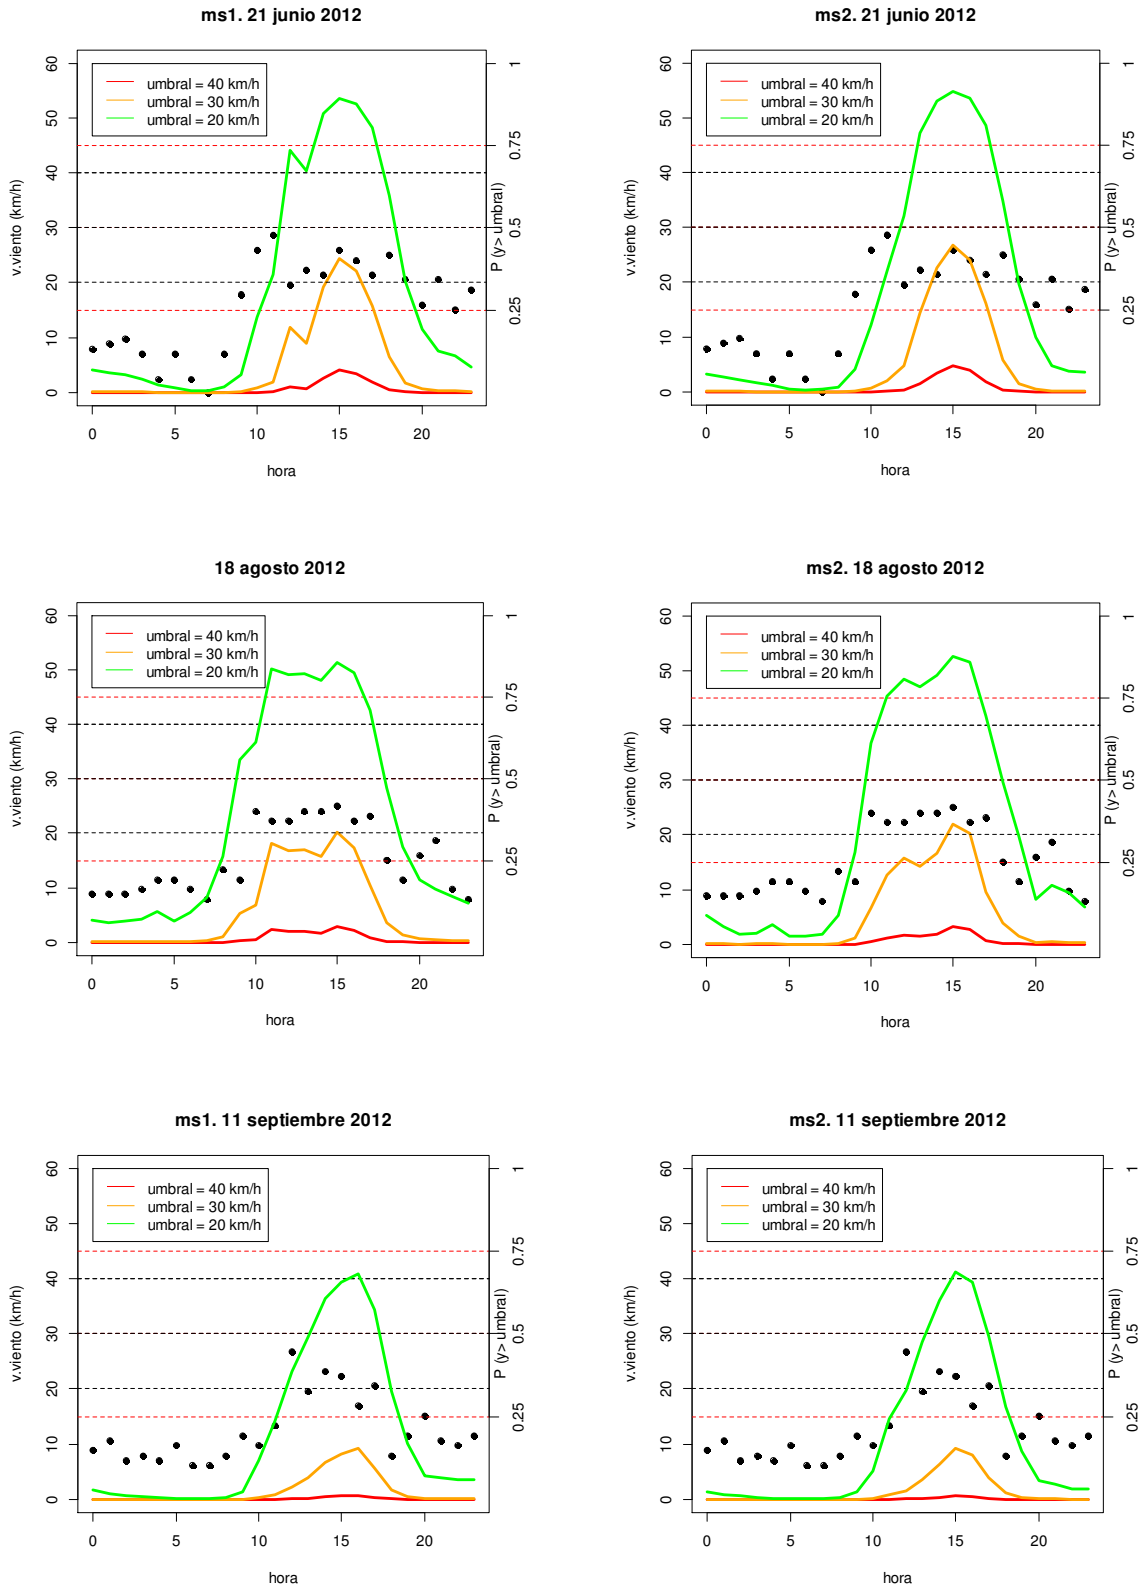 ms1. 21 junio 2012
60
50
40
30
20
10
0
v.viento (km/h)
umbral = 40 km/h
umbral = 30 km/h
umbral = 20 km/h
1
0.75
0.5
0.25
P (y> umbral)
0 5 10 15 20
hora
ms2. 21 junio 2012
60
50
40
30
20
10
0
v.viento (km/h)
umbral = 40 km/h
umbral = 30 km/h
umbral = 20 km/h
1
0.75
0.5
0.25
P (y> umbral)
0 5 10 15 20
hora
18 agosto 2012
60
50
40
30
20
10
0
v.viento (km/h)
umbral = 40 km/h
umbral = 30 km/h
umbral = 20 km/h
1
0.75
0.5
0.25
P (y> umbral)
0 5 10 15 20
hora
ms2. 18 agosto 2012
60
50
40
30
20
10
0
v.viento (km/h)
umbral = 40 km/h
umbral = 30 km/h
umbral = 20 km/h
1
0.75
0.5
0.25
P (y> umbral)
0 5 10 15 20
hora
ms1. 11 septiembre 2012
60
50
40
30
20
10
0
v.viento (km/h)
umbral = 40 km/h
umbral = 30 km/h
umbral = 20 km/h
1
0.75
0.5
0.25
P (y> umbral)
0 5 10 15 20
hora
ms2. 11 septiembre 2012
60
50
40
30
20
10
0
v.viento (km/h)
umbral = 40 km/h
umbral = 30 km/h
umbral = 20 km/h
1
0.75
0.5
0.25
P (y> umbral)
0 5 10 15 20
hora